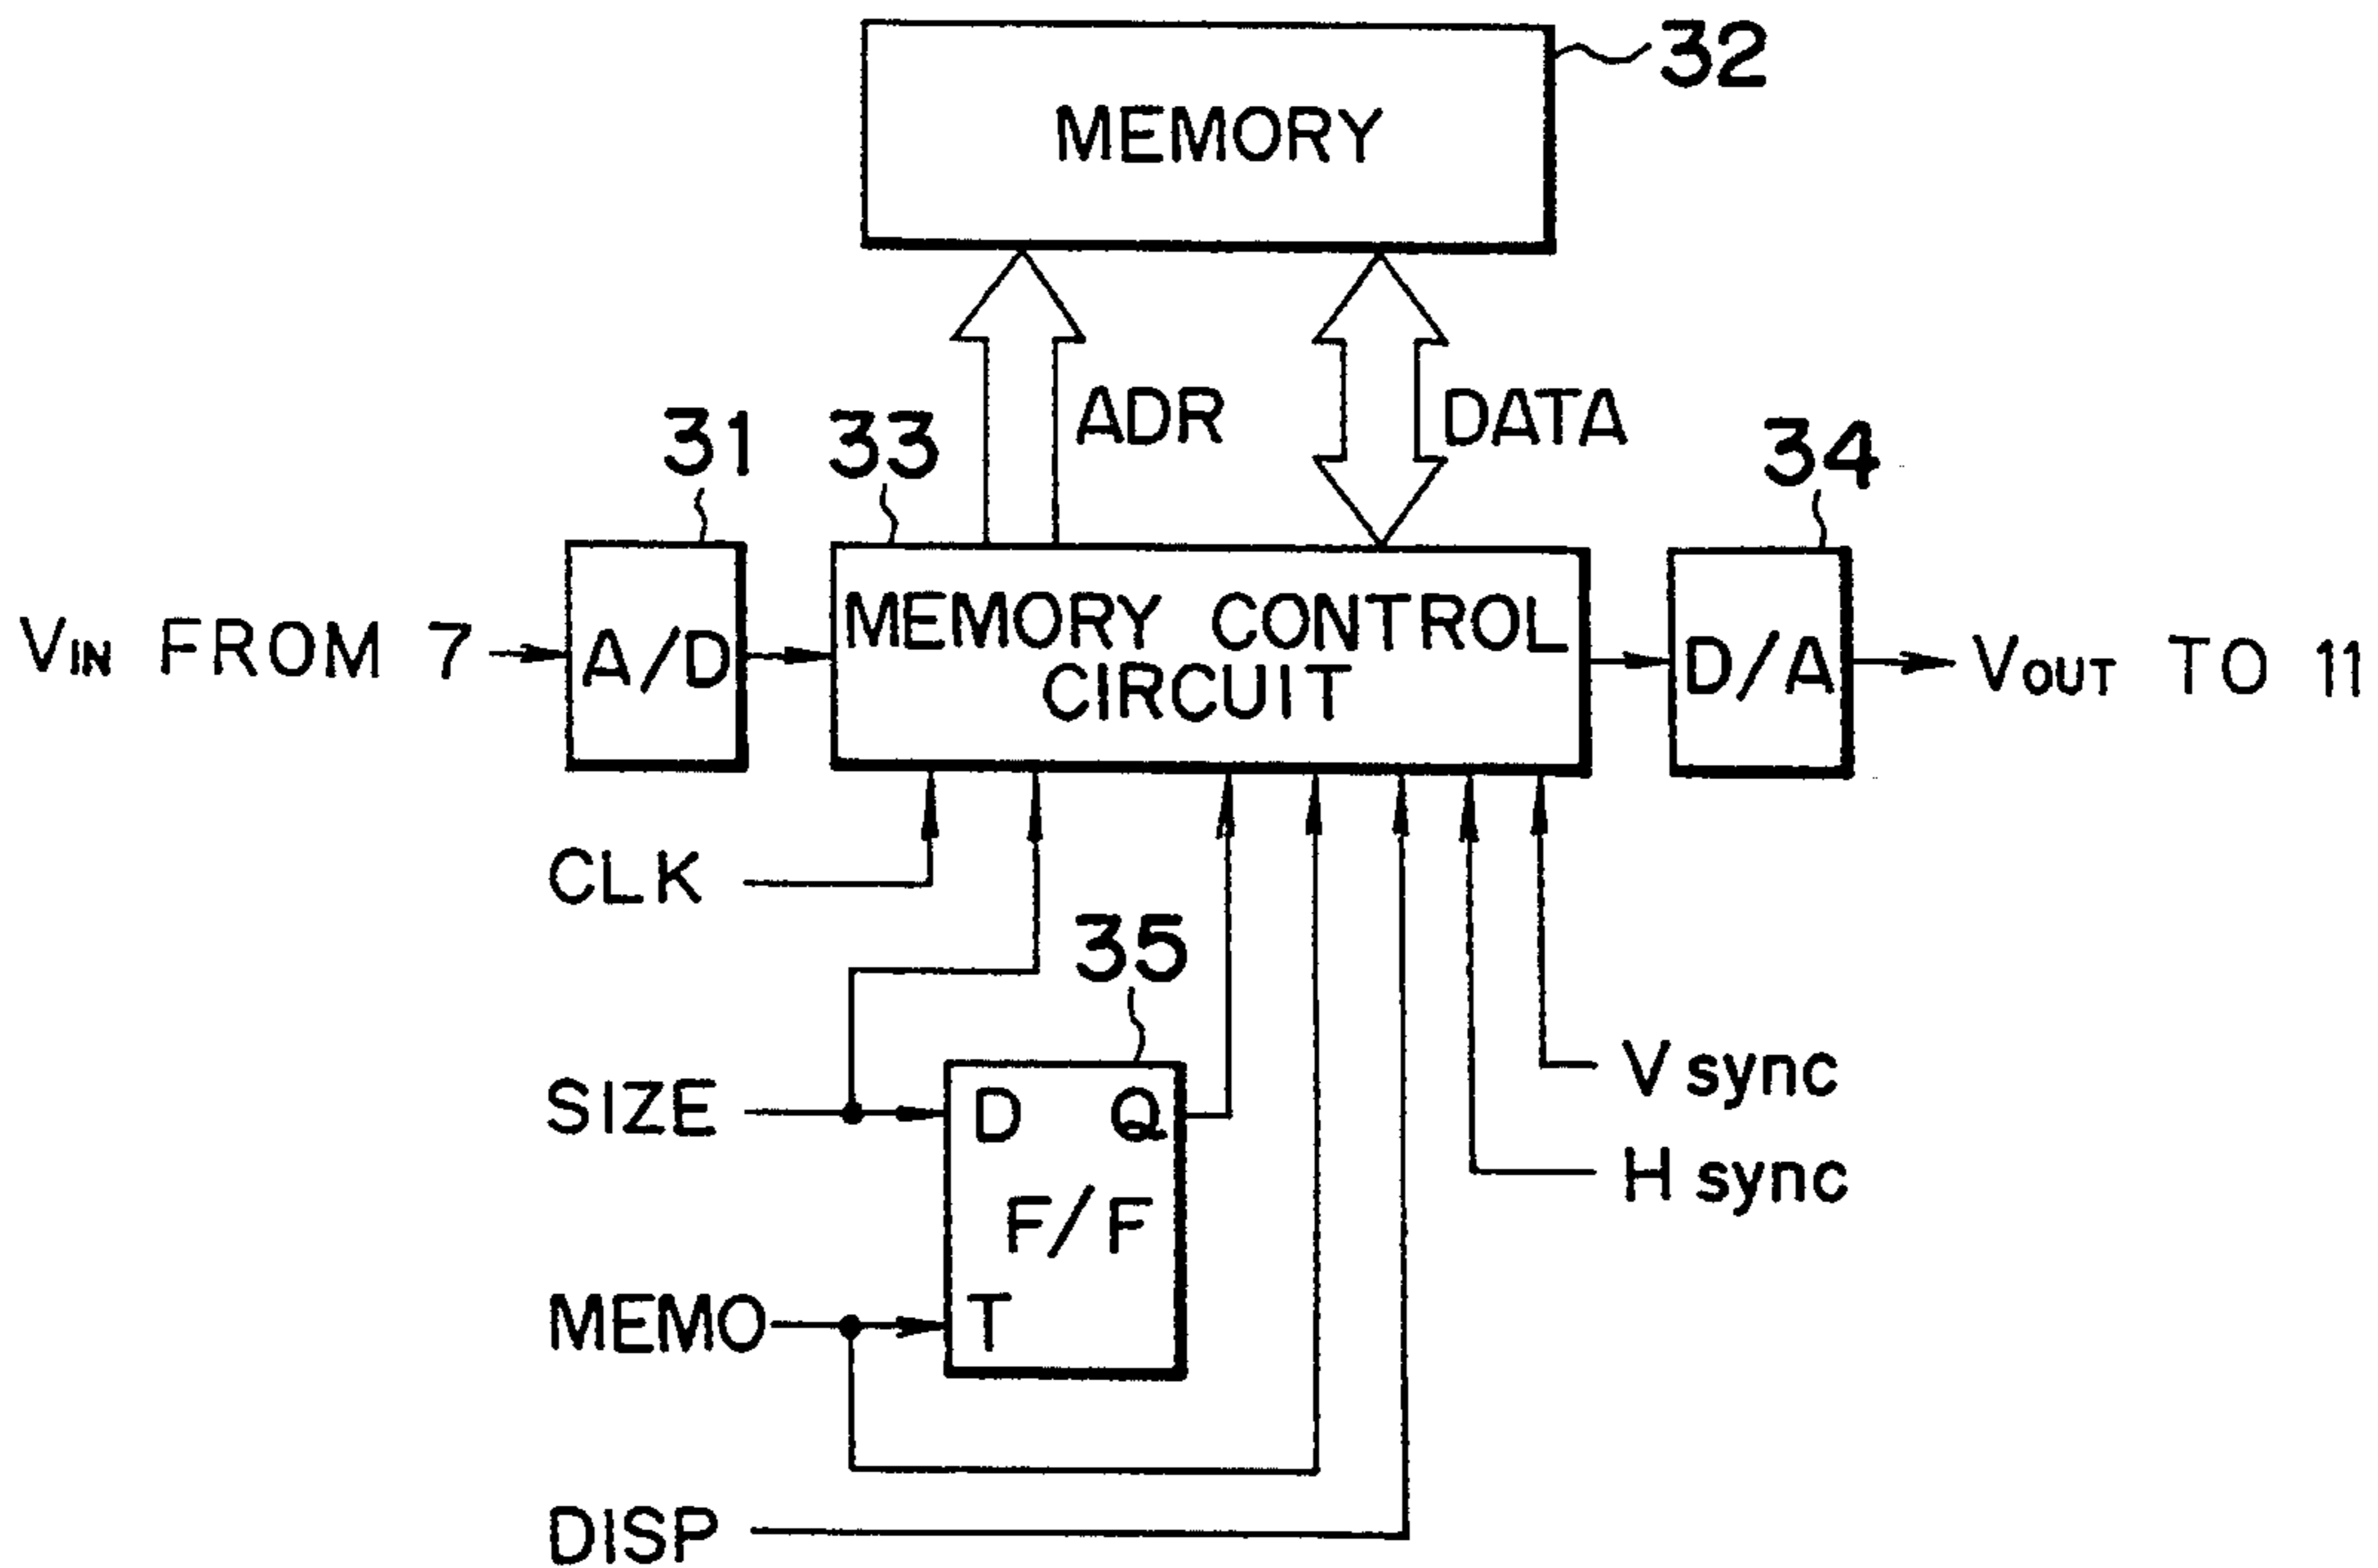 32
MEMORY
ADR
DATA
31
33
34
VIN FROM 7
A/D
MEMORY CONTROL
CIRCUIT
D/A
VOUT TO 11
CLK
35
SIZE
D Q
F/F
T
V sync
H sync
MEMO
DISP